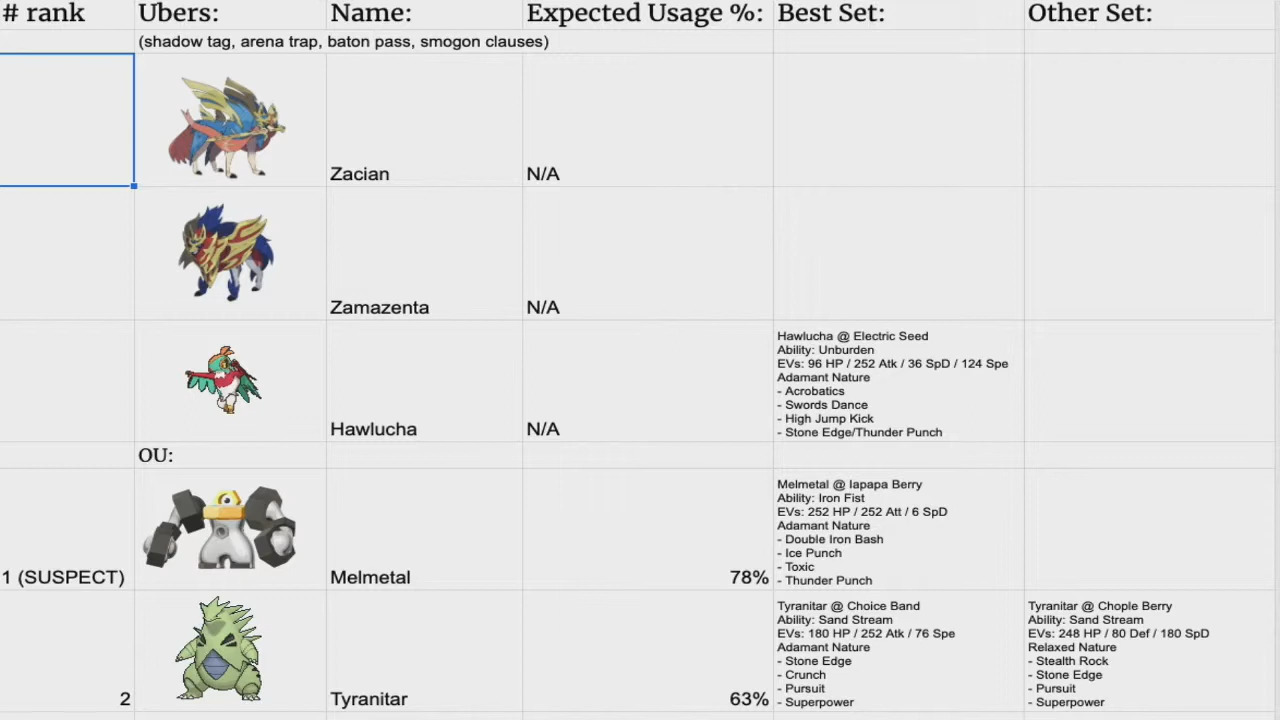 # rank Ubers: Name: Expected Usage %: Best Set: Other Set:
(shadow tag, arena trap, baton pass, smogon clauses)
Zacian N/A
Zamazenta N/A
Hawlucha N/A
Hawlucha @ Electric Seed
Ability: Unburden
EVs: 96 HP / 252 Atk / 36 SpD / 124 Spe
Adamant Nature
- Acrobatics
- Swords Dance
- High Jump Kick
- Stone Edge/Thunder Punch
OU:
1 (SUSPECT) Melmetal 78%
Melmetal @ Iapapa Berry
Ability: Iron Fist
EVs: 252 HP / 252 Att / 6 SpD
Adamant Nature
- Double Iron Bash
- Ice Punch
- Toxic
- Thunder Punch
2 Tyranitar 63%
Tyranitar @ Choice Band
Ability: Sand Stream
EVs: 180 HP / 252 Atk / 76 Spe
Adamant Nature
- Stone Edge
- Crunch
- Pursuit
- Superpower
Tyranitar @ Chople Berry
Ability: Sand Stream
EVs: 248 HP / 80 Def / 180 SpD
Relaxed Nature
- Stealth Rock
- Stone Edge
- Pursuit
- Superpower